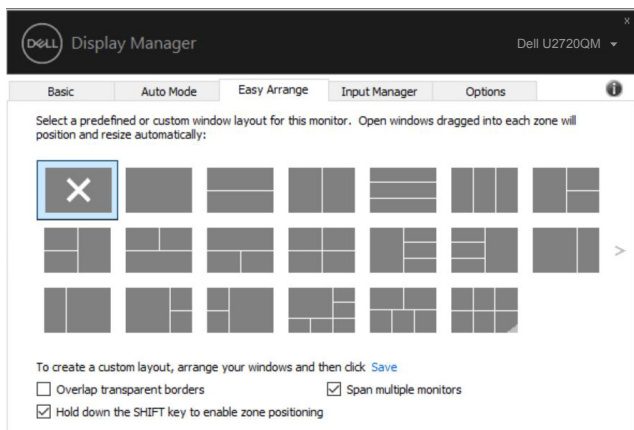 x
DELL Display Manager
Dell U2720QM
Basic Auto Mode Easy Arrange Input Manager Options
Select a predefined or custom window layout for this monitor. Open windows dragged into each zone will
position and resize automatically:
To create a custom layout, arrange your windows and then click Save
Overlap transparent borders Span multiple monitors
Hold down the SHIFT key to enable zone positioning